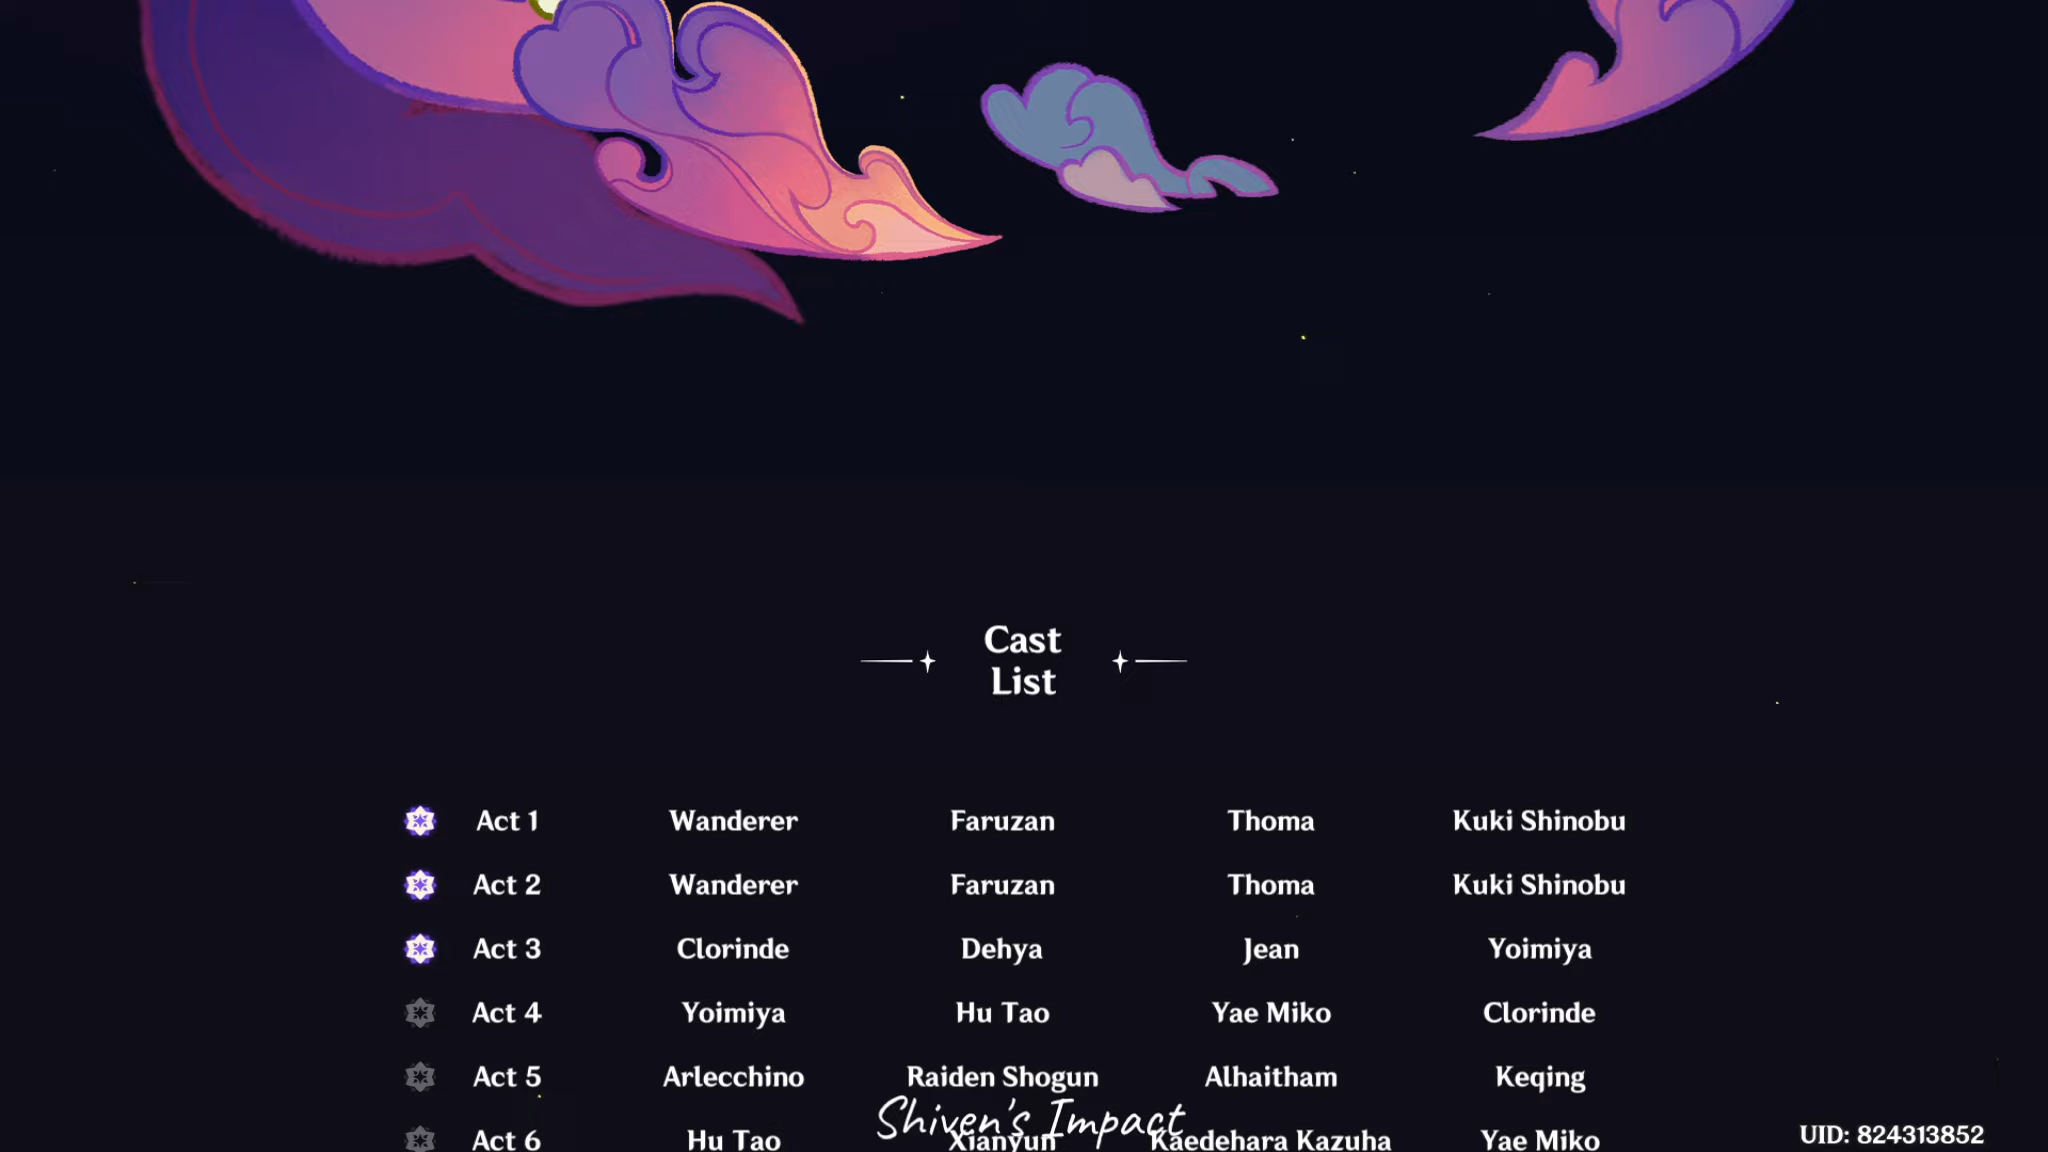 Cast
List
Act 1 Wanderer Faruzan Thoma Kuki Shinobu
Act 2 Wanderer Faruzan Thoma Kuki Shinobu
Act 3 Clorinde Dehya Jean Yoimiya
Act 4 Yoimiya Hu Tao Yae Miko Clorinde
Act 5 Arlecchino Raiden Shogun Alhaitham Keqing
Shiven's Impact
Act 6 Hu Tao Xianyun Kaedehara Kazuha Yae Miko
UID: 824313852